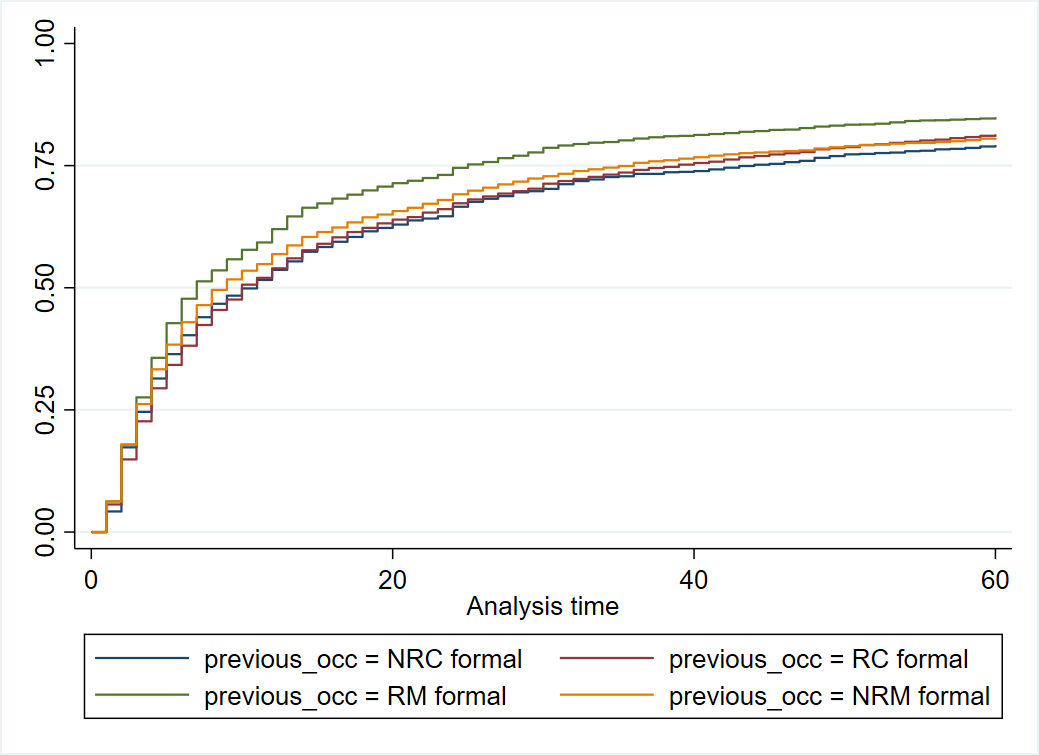 1.00
0.75
0.50
0.25
0.00
0 20 40 60
Analysis time
previous_occ = NRC formal previous_occ = RC formal
previous_occ = RM formal previous_occ = NRM formal